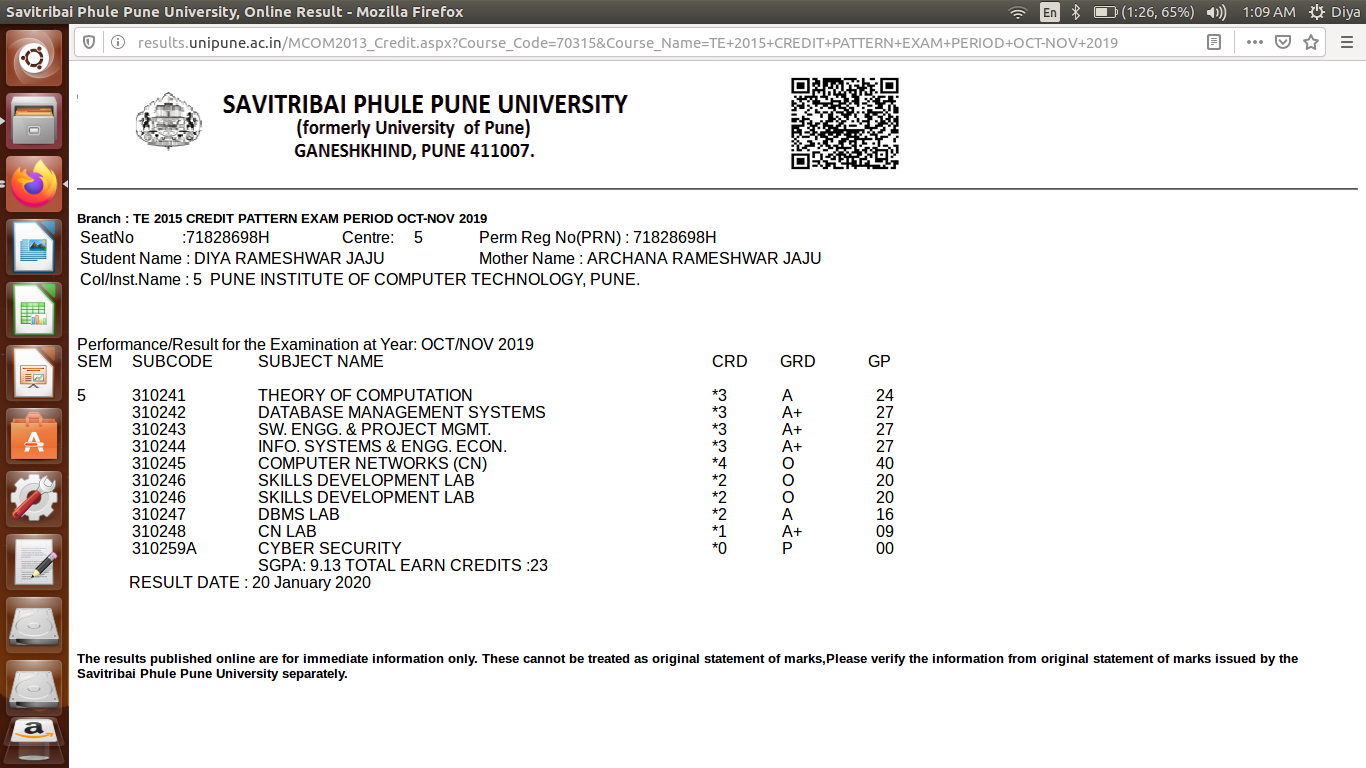 Savitribai Phule Pune University, Online Result - Mozilla Firefox En (1:26, 65%) 1:09 AM Diya
results.unipune.ac.in/MCOM2013_Credit.aspx?Course_Code=70315&Course_Name=TE+2015+CREDIT+PATTERN+EXAM+PERIOD+OCT-NOV+2019
SAVITRIBAI PHULE PUNE UNIVERSITY
(formerly University of Pune)
GANESHKHIND, PUNE 411007.
Branch : TE 2015 CREDIT PATTERN EXAM PERIOD OCT-NOV 2019
SeatNo :71828698H Centre: 5 Perm Reg No(PRN) : 71828698H
Student Name : DIYA RAMESHWAR JAJU Mother Name : ARCHANA RAMESHWAR JAJU
Col/Inst.Name : 5 PUNE INSTITUTE OF COMPUTER TECHNOLOGY, PUNE.
Performance/Result for the Examination at Year: OCT/NOV 2019
SEM SUBCODE SUBJECT NAME CRD GRD GP
5 310241 THEORY OF COMPUTATION *3 A 24
310242 DATABASE MANAGEMENT SYSTEMS *3 A+ 27
310243 SW. ENGG. & PROJECT MGMT. *3 A+ 27
310244 INFO. SYSTEMS & ENGG. ECON. *3 A+ 27
310245 COMPUTER NETWORKS (CN) *4 O 40
310246 SKILLS DEVELOPMENT LAB *2 O 20
310246 SKILLS DEVELOPMENT LAB *2 O 20
310247 DBMS LAB *2 A 16
310248 CN LAB *1 A+ 09
310259A CYBER SECURITY *0 P 00
SGPA: 9.13 TOTAL EARN CREDITS :23
RESULT DATE : 20 January 2020
The results published online are for immediate information only. These cannot be treated as original statement of marks,Please verify the information from original statement of marks issued by the
Savitribai Phule Pune University separately.